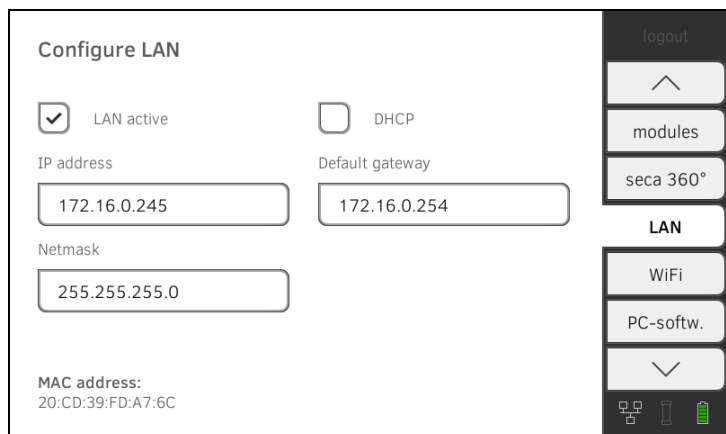 Configure LAN
LAN active
DHCP
IP address
Default gateway
172.16.0.245
172.16.0.254
Netmask
255.255.255.0
MAC address:
20:CD:39:FD:A7:6C
logout
modules
seca 360°
LAN
WiFi
PC-softw.